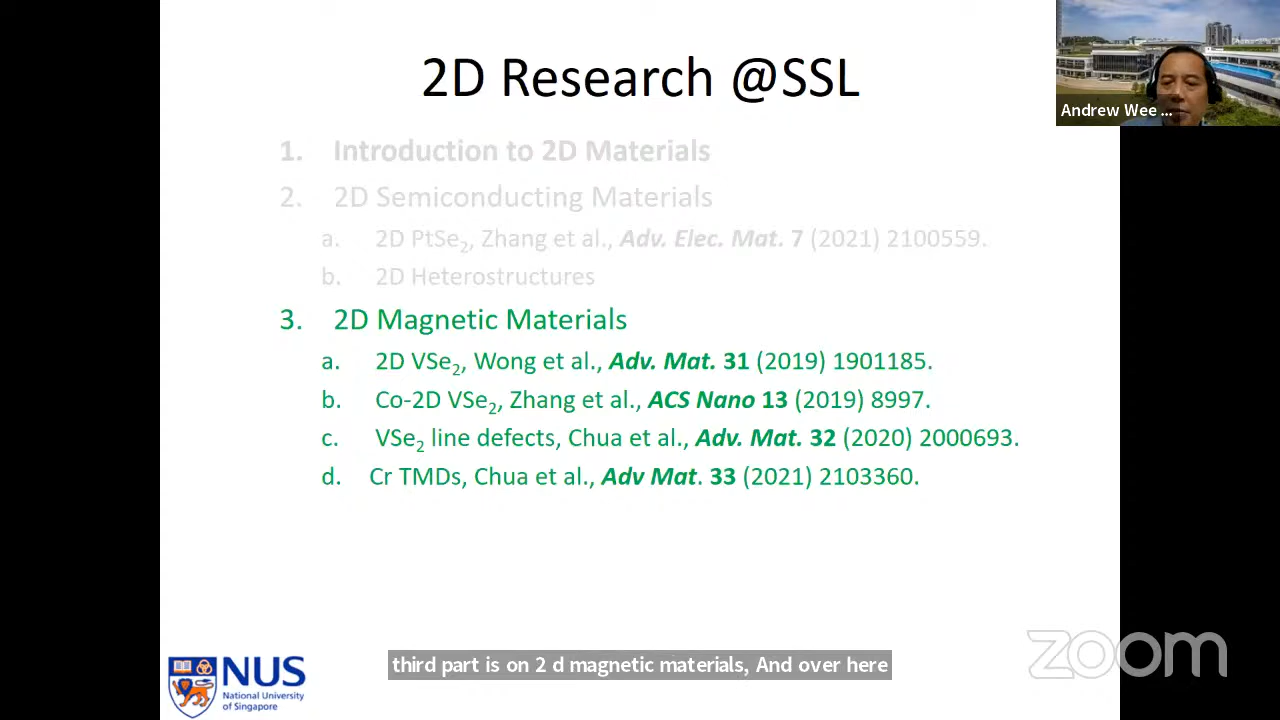 2D Research @SSL
Andrew Wee ...
1. Introduction to 2D Materials
2. 2D Semiconducting Materials
a. 2D PtSe2, Zhang et al., Adv. Elec. Mat. 7 (2021) 2100559.
b. 2D Heterostructures
3. 2D Magnetic Materials
a. 2D VSe2, Wong et al., Adv. Mat. 31 (2019) 1901185.
b. Co-2D VSe2, Zhang et al., ACS Nano 13 (2019) 8997.
c. VSe2 line defects, Chua et al., Adv. Mat. 32 (2020) 2000693.
d. Cr TMDs, Chua et al., Adv Mat. 33 (2021) 2103360.
NUS
National University
of Singapore
third part is on 2 d magnetic materials, And over here
zoom